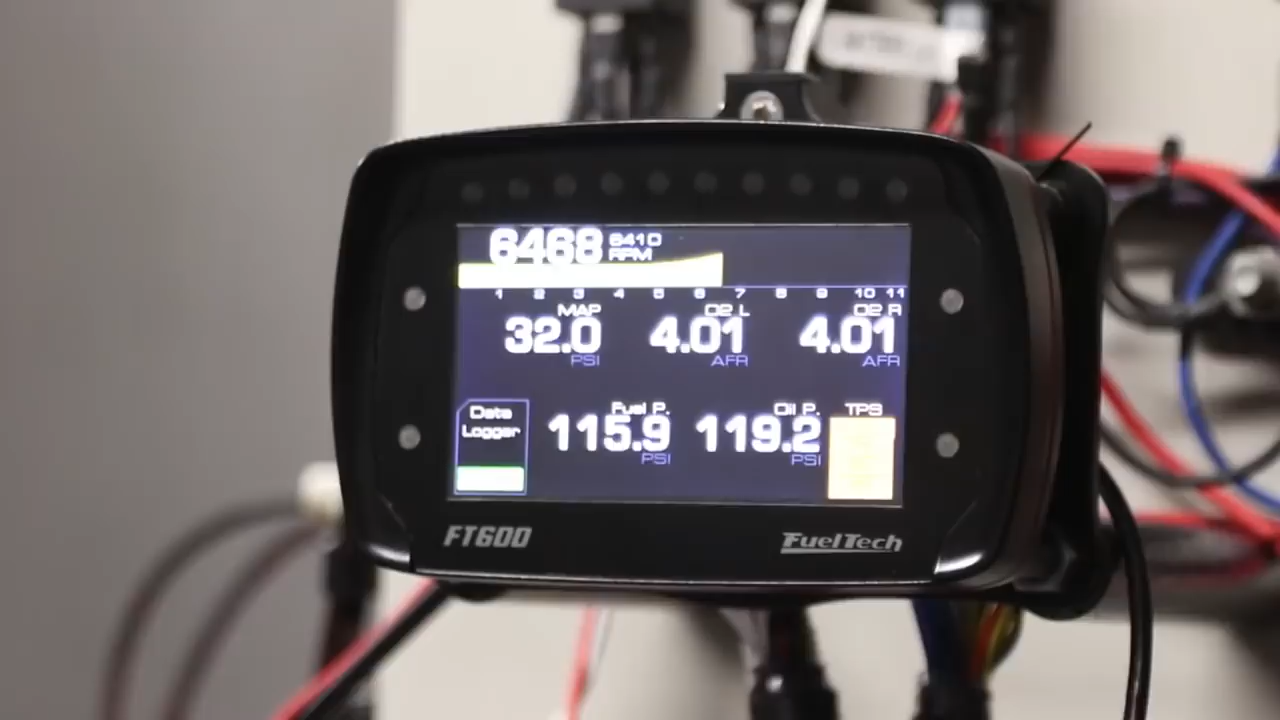 6468 6410
RPM
1 2 3 4 5 6 7 8 9 10 11
MAP O2 L O2 R
32.0 4.01 4.01
PSI AFR AFR
Data Logger
Fuel P. Oil P. TPS
115.9 119.2
PSI PSI
FT600 FuelTech